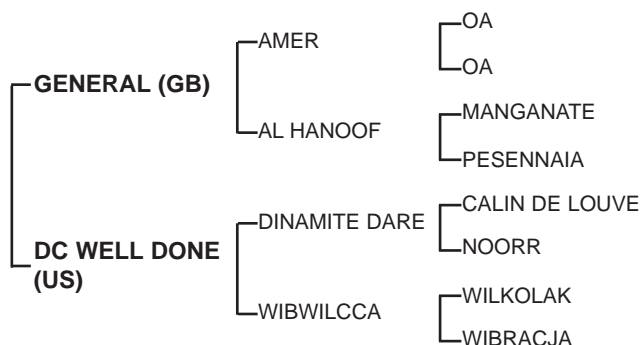 OA
AMER
OA
GENERAL (GB)
MANGANATE
AL HANOOF
PESENNAIA
CALIN DE LOUVE
DINAMITE DARE
NOORR
DC WELL DONE
(US)
WILKOLAK
WIBWILCCA
WIBRACJA